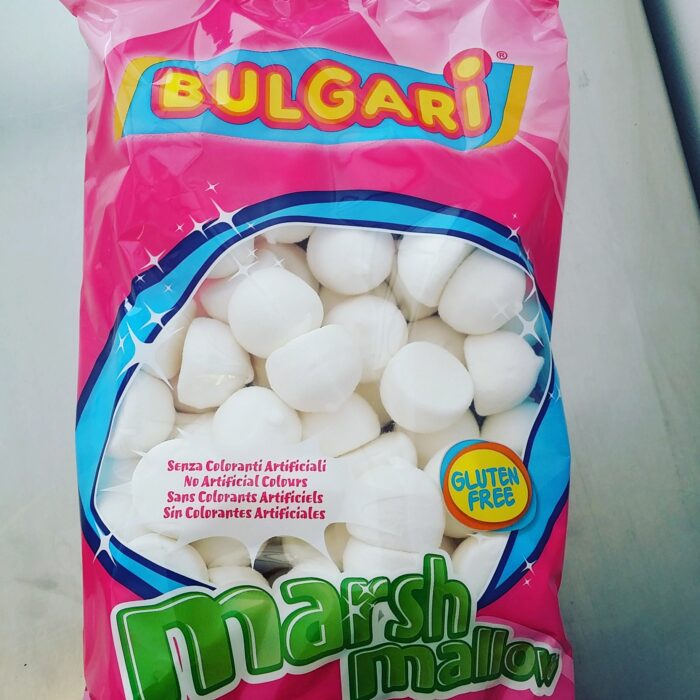 BULGARI®
Senza Coloranti Artificiali
No Artificial Colours
Sans Colorants Artificiels
Sin Colorantes Artificiales
GLUTEN
FREE
marsh
mallow